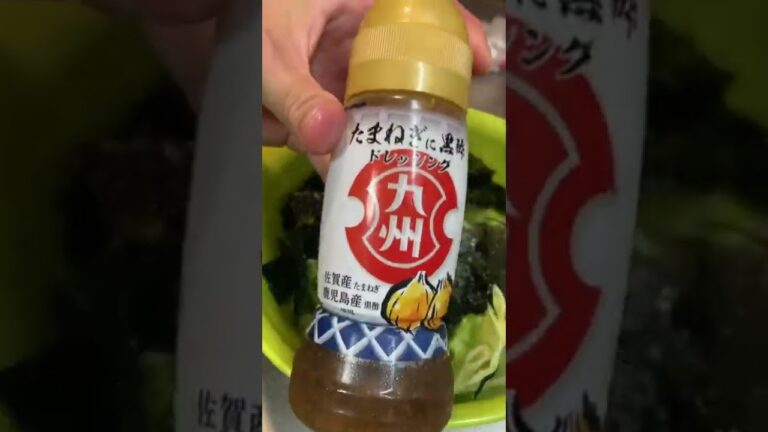 たまねぎに黒酢
ドレッシング
九州
佐賀産たまねぎ
鹿児島産黒酢